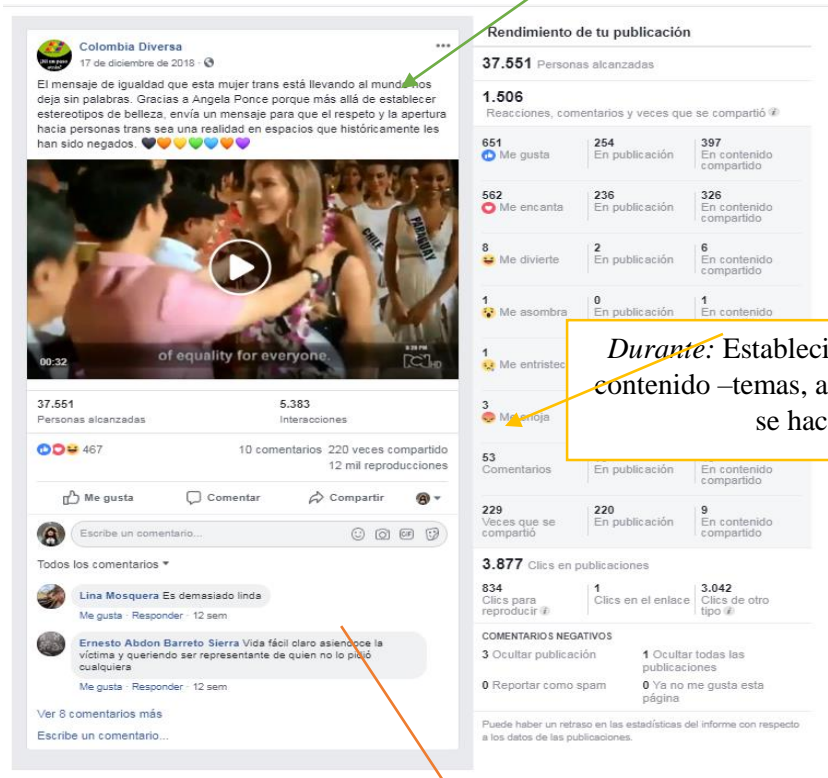 Colombia Diversa
17 de diciembre de 2018 ·
El mensaje de igualdad que esta mujer trans está llevando al mundo nos
deja sin palabras. Gracias a Angela Ponce porque más allá de establecer
estereotipos de belleza, envía un mensaje para que el respeto y la apertura
hacia personas trans sea una realidad en espacios que históricamente les
han sido negados. 🖤🧡💛💚💙🧡💜
CHILE
PARAGUAY
of equality for everyone.
00:32
RCN HD
37.551
Personas alcanzadas
5.383
Interacciones
467
10 comentarios 220 veces compartido
12 mil reproducciones
Me gusta
Comentar
Compartir
Escribe un comentario...
GIF
Todos los comentarios
Lina Mosquera Es demasiado linda
Me gusta · Responder · 12 sem
Ernesto Abdon Barreto Sierra Vida fácil claro asiendoce la
víctima y queriendo ser representante de quien no lo pidió
cualquiera
Me gusta · Responder · 12 sem
Ver 8 comentarios más
Escribe un comentario...
Rendimiento de tu publicación
37.551 Personas alcanzadas
1.506
Reacciones, comentarios y veces que se compartió
651
Me gusta
254
En publicación
397
En contenido
compartido
562
Me encanta
236
En publicación
326
En contenido
compartido
8
Me divierte
2
En publicación
6
En contenido
compartido
1
Me asombra
0
En publicación
1
En contenido
1
Me entristec
3
Me enoja
Durante: Estableci
contenido –temas, a
se hac
53
Comentarios
En publicación
En contenido
compartido
229
Veces que se
compartió
220
En publicación
9
En contenido
compartido
3.877 Clics en publicaciones
834
Clics para
reproducir
1
Clics en el enlace
3.042
Clics de otro
tipo
COMENTARIOS NEGATIVOS
3 Ocultar publicación
1 Ocultar todas las
publicaciones
0 Reportar como spam
0 Ya no me gusta esta
página
Puede haber un retraso en las estadísticas del informe con respecto
a los datos de las publicaciones.